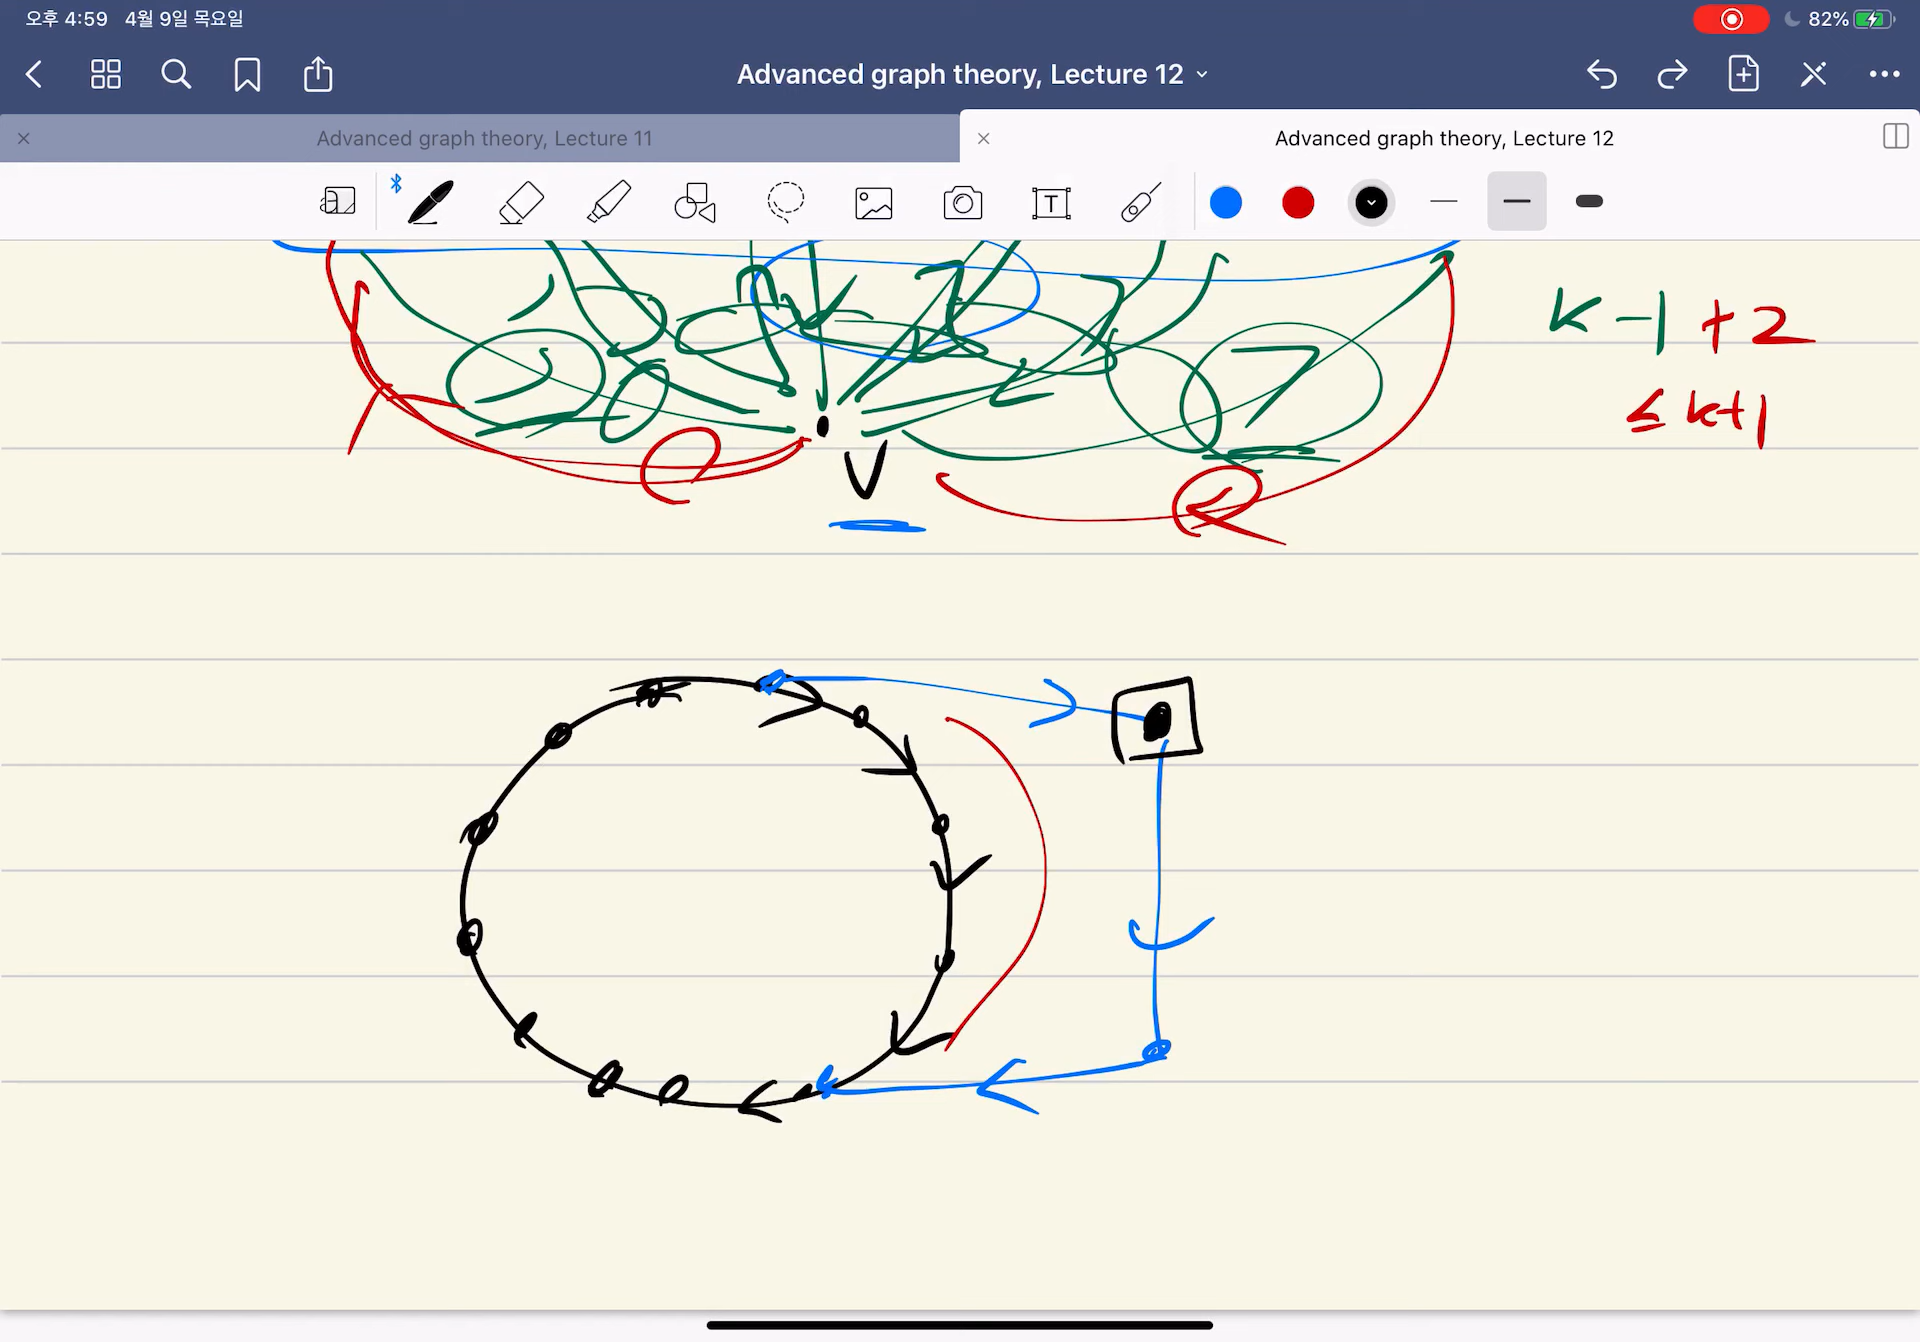 오후 4:59 4월 9일 목요일
82%
Advanced graph theory, Lecture 12
Advanced graph theory, Lecture 11
Advanced graph theory, Lecture 12
T
k-1+2
≤ k+1
V